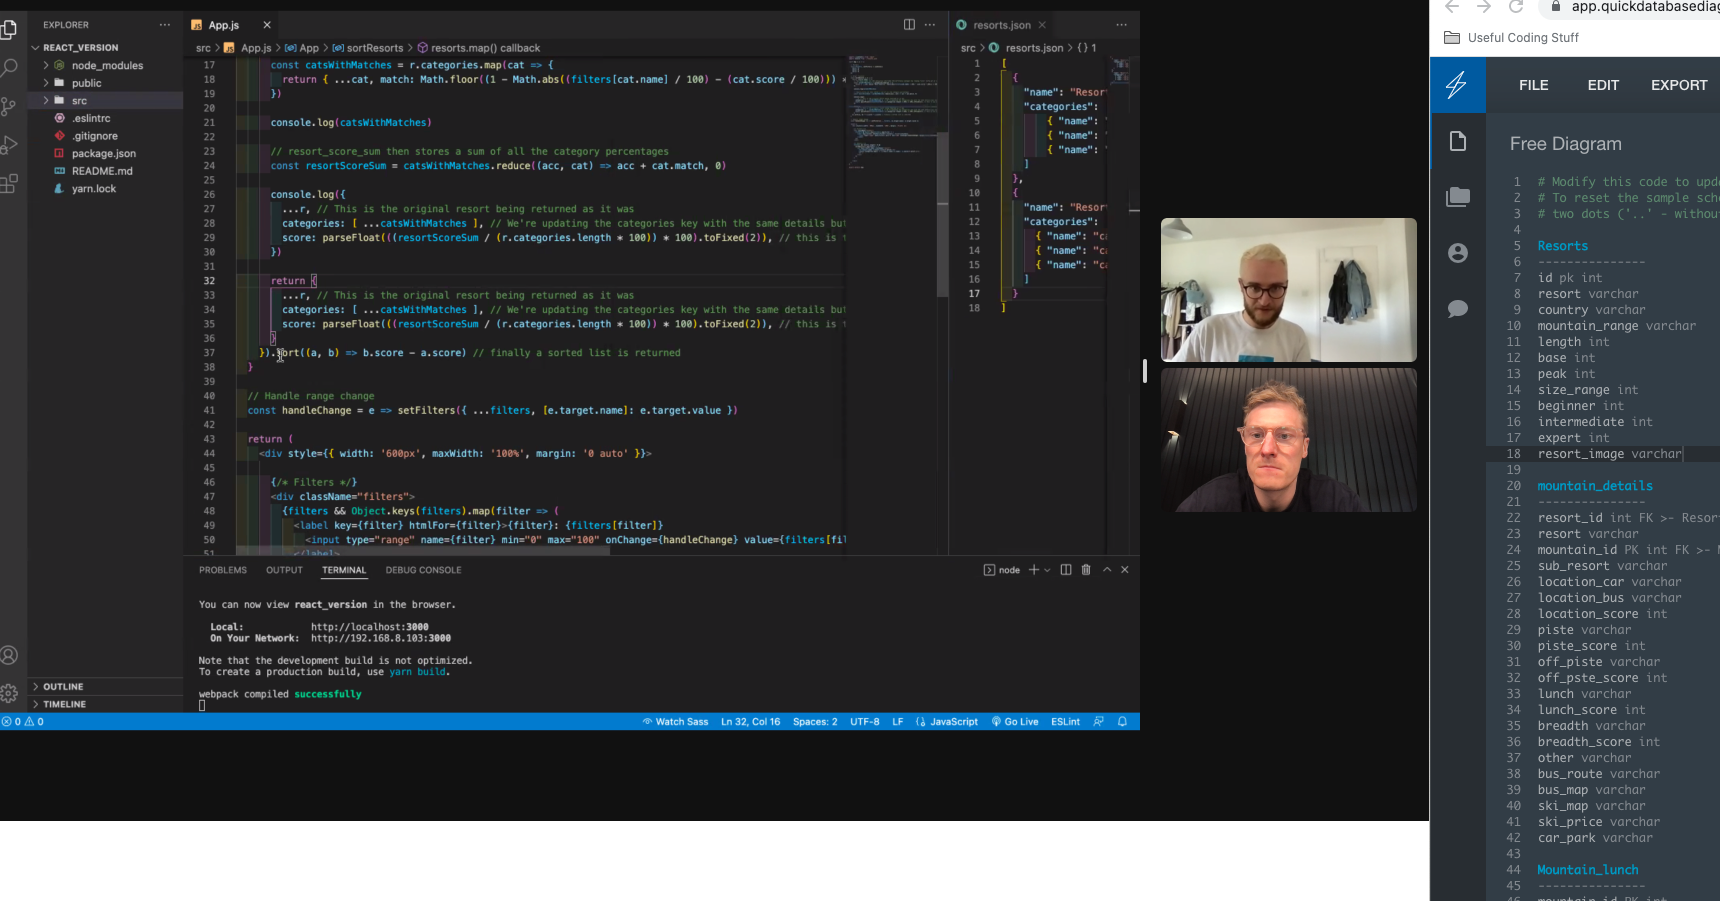 EXPLORER
REACT_VERSION
node_modules
public
src
.eslintrc
.gitignore
package.json
README.md
yarn.lock
OUTLINE
TIMELINE
App.js
src > App.js > App > sortResorts > resorts.map() callback
17 const catsWithMatches = r.categories.map(cat => {
18 return { ...cat, match: Math.floor((1 - Math.abs((filters[cat.name] / 100) - (cat.score / 100)))
19 })
20
21 console.log(catsWithMatches)
22
23 // resort_score_sum then stores a sum of all the category percentages
24 const resortScoreSum = catsWithMatches.reduce((acc, cat) => acc + cat.match, 0)
25
26 console.log({
27 ...r, // This is the original resort being returned as it was
28 categories: [ ...catsWithMatches ], // We're updating the categories key with the same details but
29 score: parseFloat(((resortScoreSum / (r.categories.length * 100)) * 100).toFixed(2)), // this is
30 })
31
32 return {
33 ...r, // This is the original resort being returned as it was
34 categories: [ ...catsWithMatches ], // We're updating the categories key with the same details but
35 score: parseFloat(((resortScoreSum / (r.categories.length * 100)) * 100).toFixed(2)), // this is
36 }
37 }).sort((a, b) => b.score - a.score) // finally a sorted list is returned
38 }
39
40 // Handle range change
41 const handleChange = e => setFilters({ ...filters, [e.target.name]: e.target.value })
42
43 return (
44 <div style={{ width: '600px', maxWidth: '100%', margin: '0 auto' }}>
45
46 {/* Filters */}
47 <div className="filters">
48 {filters && Object.keys(filters).map(filter => (
49 <label key={filter} htmlFor={filter}>{filter}: {filters[filter]}
50 <input type="range" name={filter} min="0" max="100" onChange={handleChange} value={filters[fil
51 </label>
resorts.json
src > resorts.json > {} 1
1 [
2 {
3 "name": "Resor
4 "categories":
5 { "name":
6 { "name":
7 { "name":
8 ]
9 },
10 {
11 "name": "Resor
12 "categories":
13 { "name": "ca
14 { "name": "ca
15 { "name": "ca
16 ]
17 }
18 ]
PROBLEMS OUTPUT TERMINAL DEBUG CONSOLE
node
You can now view react_version in the browser.
Local: http://localhost:3000
On Your Network: http://192.168.8.103:3000
Note that the development build is not optimized.
To create a production build, use yarn build.
webpack compiled successfully
0 0
Watch Sass Ln 32, Col 16 Spaces: 2 UTF-8 LF JavaScript Go Live ESLint
app.quickdatabasediag
Useful Coding Stuff
FILE EDIT EXPORT
Free Diagram
1 # Modify this code to upd
2 # To reset the sample sch
3 # two dots ('..' - withou
4
5 Resorts
6 ---------------
7 id pk int
8 resort varchar
9 country varchar
10 mountain_range varchar
11 length int
12 base int
13 peak int
14 size_range int
15 beginner int
16 intermediate int
17 expert int
18 resort_image varchar
19
20 mountain_details
21 ---------------
22 resort_id int FK >- Resor
23 resort varchar
24 mountain_id PK int FK >-
25 sub_resort varchar
26 location_car varchar
27 location_bus varchar
28 location_score int
29 piste varchar
30 piste_score int
31 off_piste varchar
32 off_pste_score int
33 lunch varchar
34 lunch_score int
35 breadth varchar
36 breadth_score int
37 other varchar
38 bus_route varchar
39 bus_map varchar
40 ski_map varchar
41 ski_price varchar
42 car_park varchar
43
44 Mountain_lunch
45 ---------------